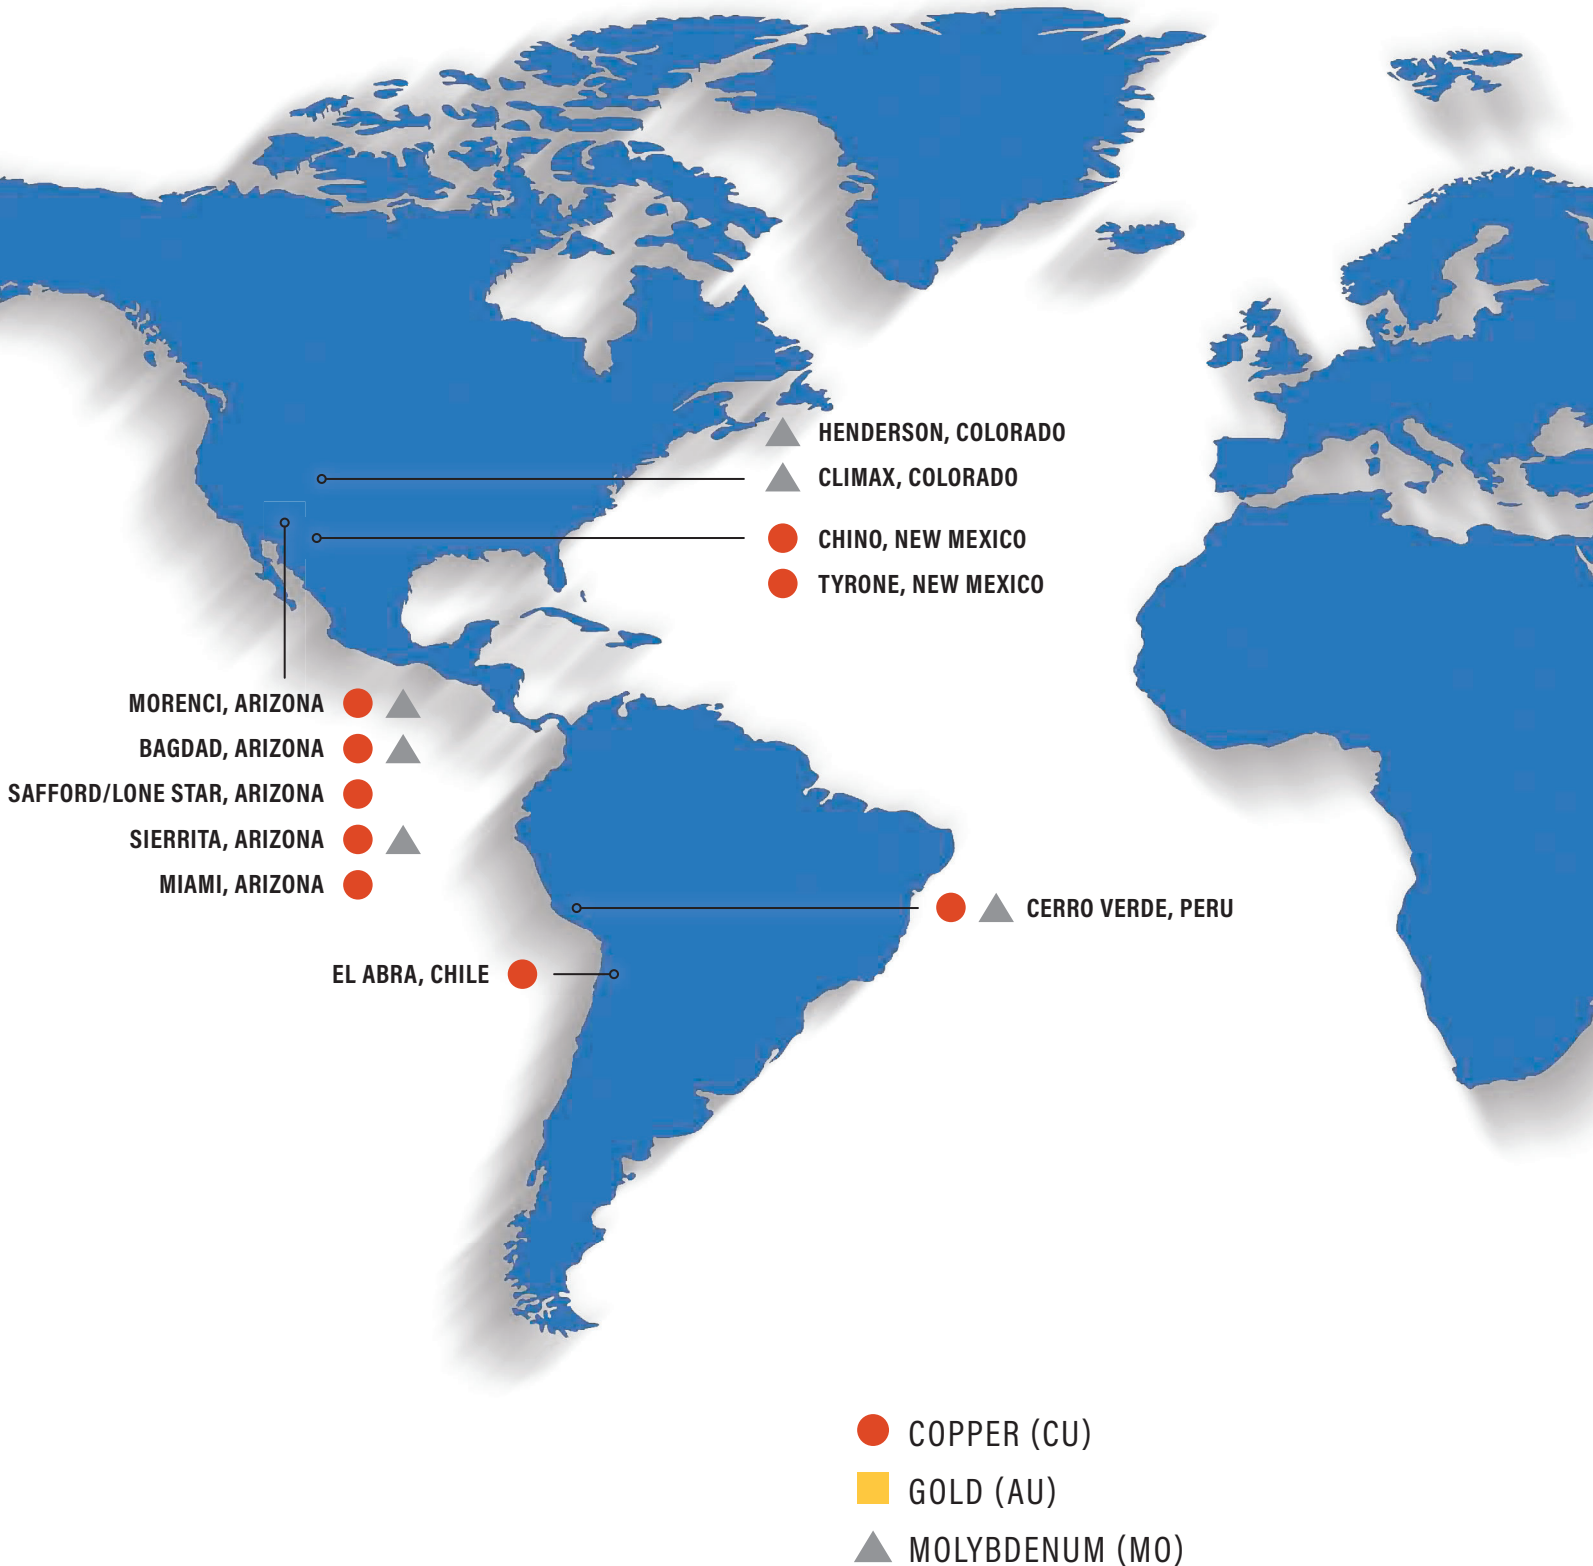 HENDERSON, COLORADO
CLIMAX, COLORADO
CHINO, NEW MEXICO
TYRONE, NEW MEXICO
MORENCI, ARIZONA
BAGDAD, ARIZONA
SAFFORD/LONE STAR, ARIZONA
SIERRITA, ARIZONA
MIAMI, ARIZONA
CERRO VERDE, PERU
EL ABRA, CHILE
COPPER (CU)
GOLD (AU)
MOLYBDENUM (MO)